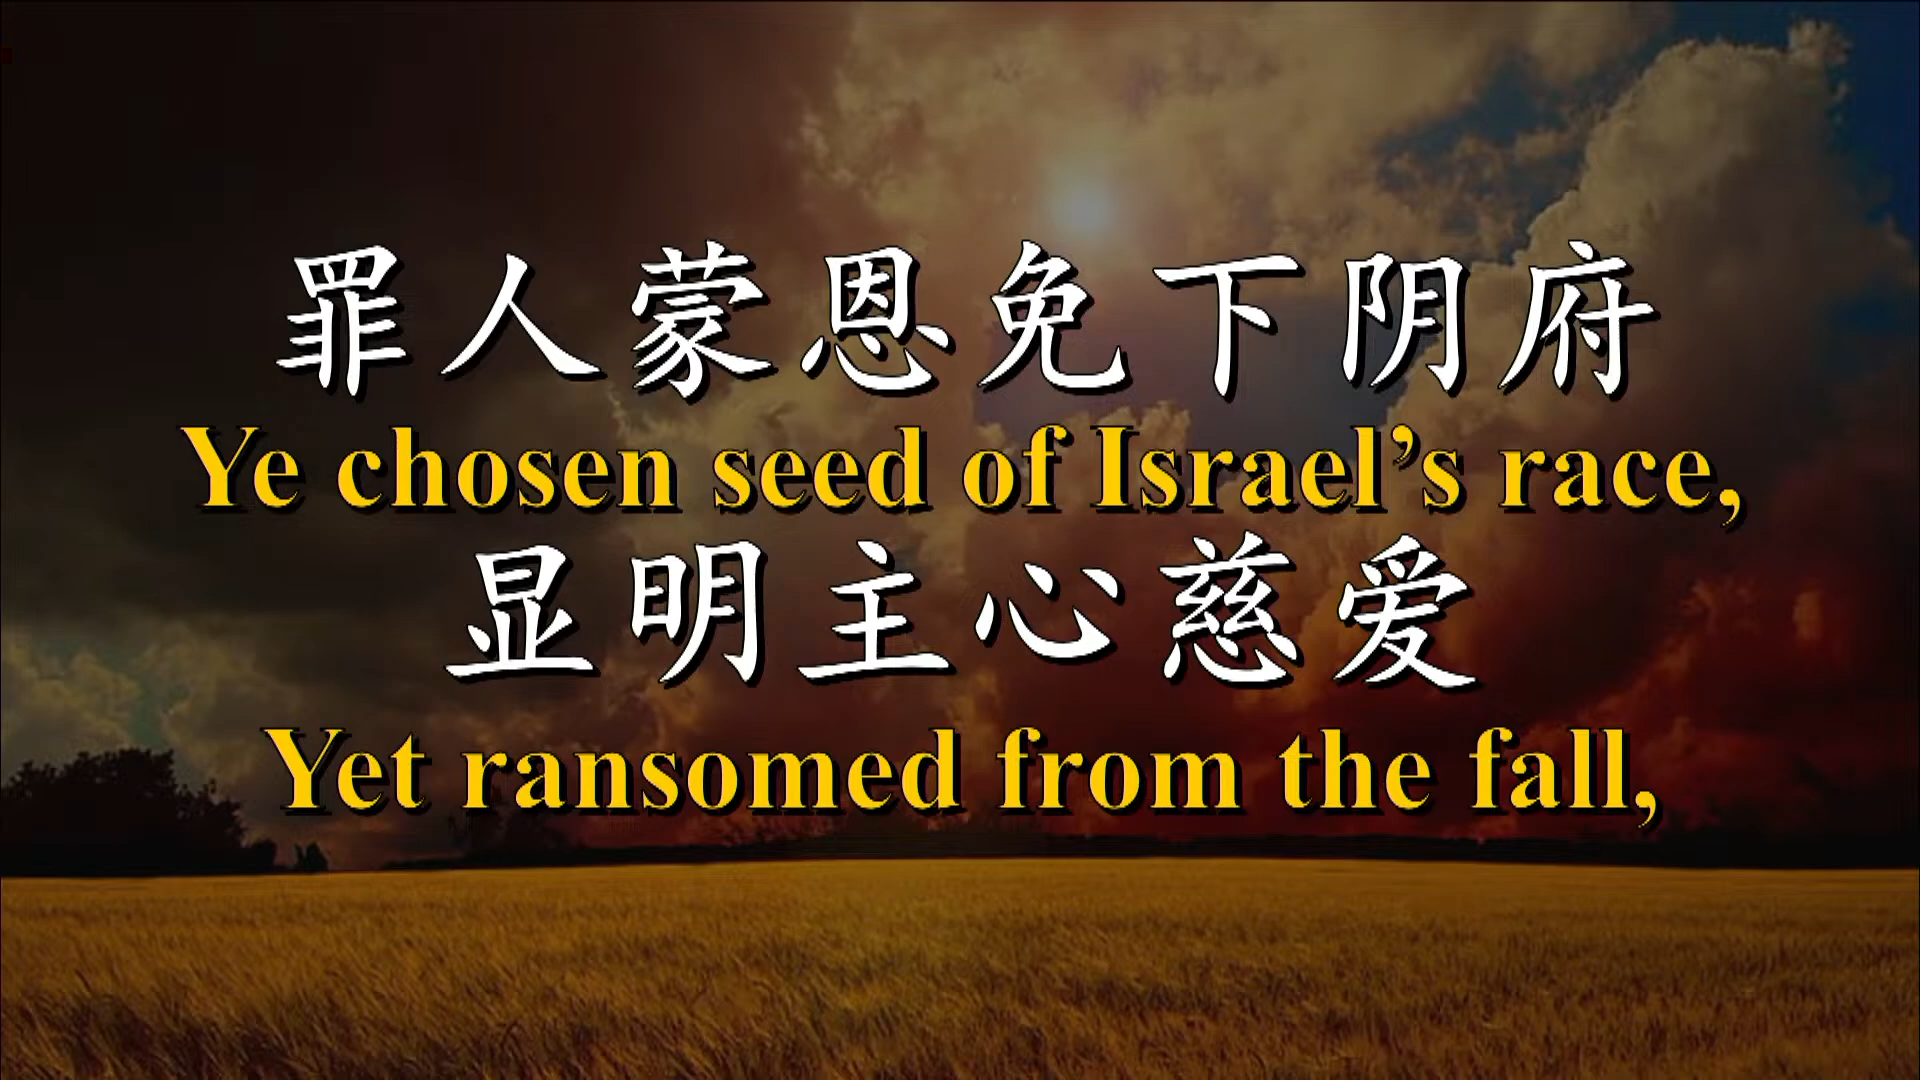 罪人蒙恩免下阴府
Ye chosen seed of Israel’s race,
显明主心慈爱
Yet ransomed from the fall,